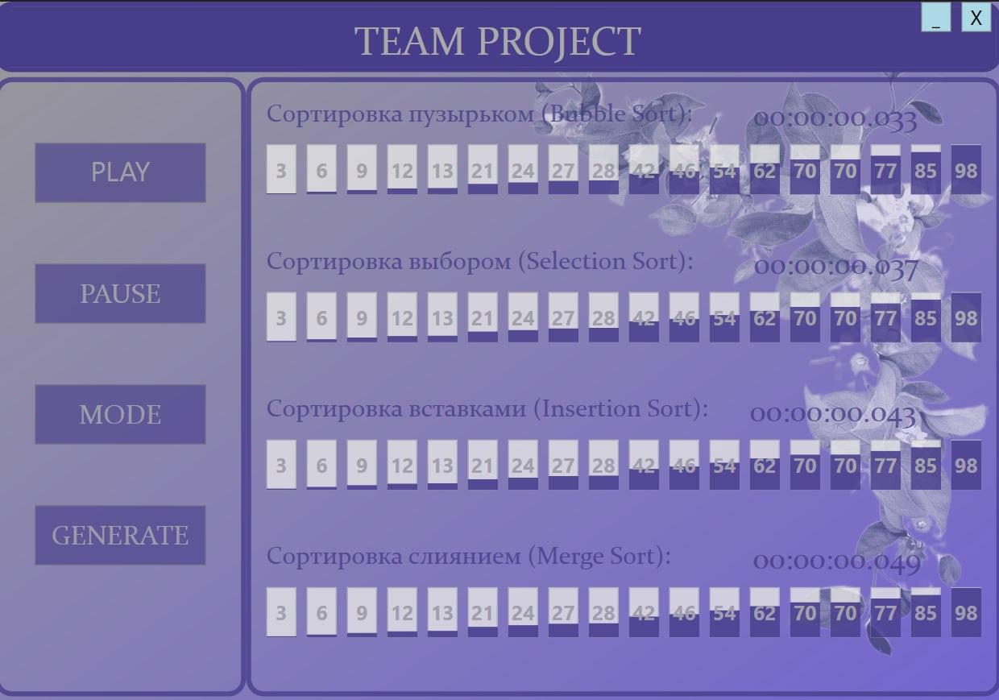 _ X
TEAM PROJECT
PLAY
PAUSE
MODE
GENERATE
Сортировка пузырьком (Bubble Sort): 00:00:00.033
3 6 9 12 13 21 24 27 28 42 46 54 62 70 70 77 85 98
Сортировка выбором (Selection Sort): 00:00:00.037
3 6 9 12 13 21 24 27 28 42 46 54 62 70 70 77 85 98
Сортировка вставками (Insertion Sort): 00:00:00.043
3 6 9 12 13 21 24 27 28 42 46 54 62 70 70 77 85 98
Сортировка слиянием (Merge Sort): 00:00:00.049
3 6 9 12 13 21 24 27 28 42 46 54 62 70 70 77 85 98